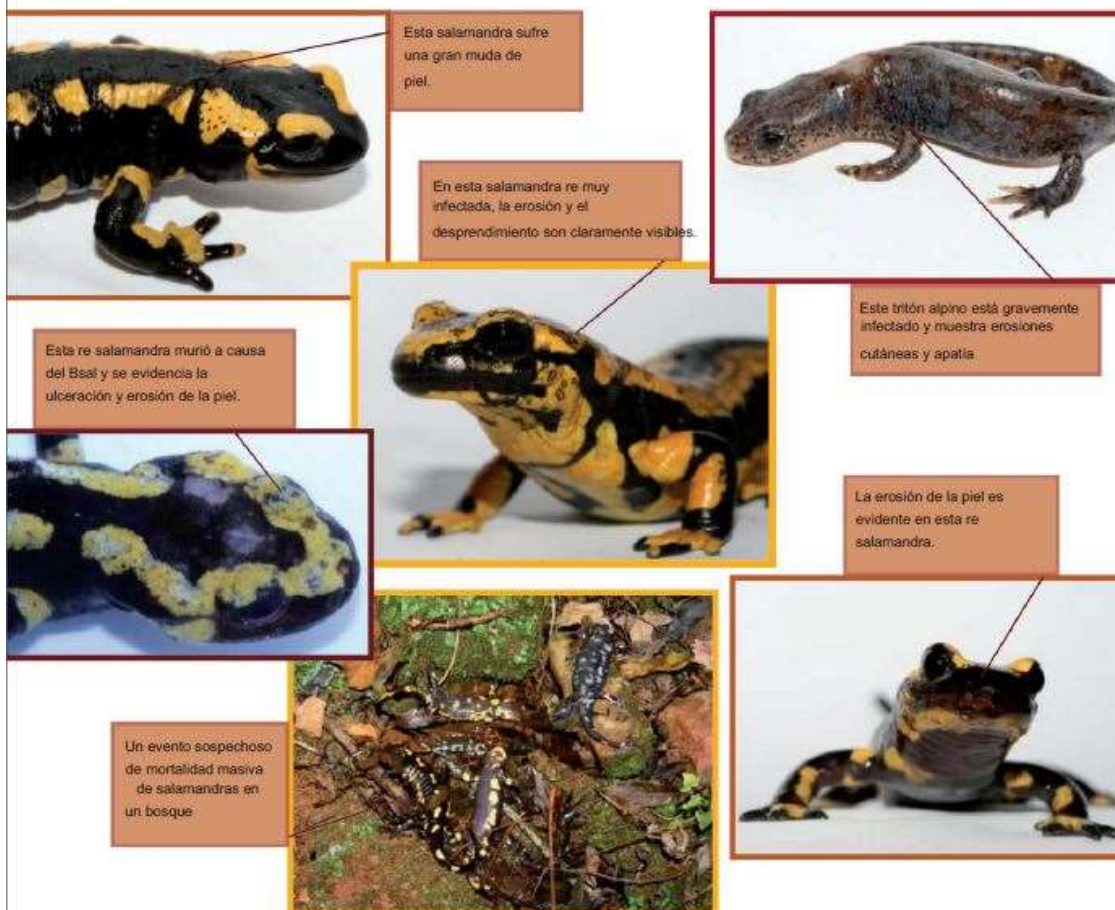 Esta salamandra sufre
una gran muda de
piel.
En esta salamandra re muy
infectada, la erosión y el
desprendimiento son claramente visibles.
Este tritón alpino está gravemente
infectado y muestra erosiones
cutáneas y apatía
Esta re salamandra murió a causa
del Bsal y se evidencia la
ulceración y erosión de la piel.
La erosión de la piel es
evidente en esta re
salamandra.
Un evento sospechoso
de mortalidad masiva
de salamandras en
un bosque